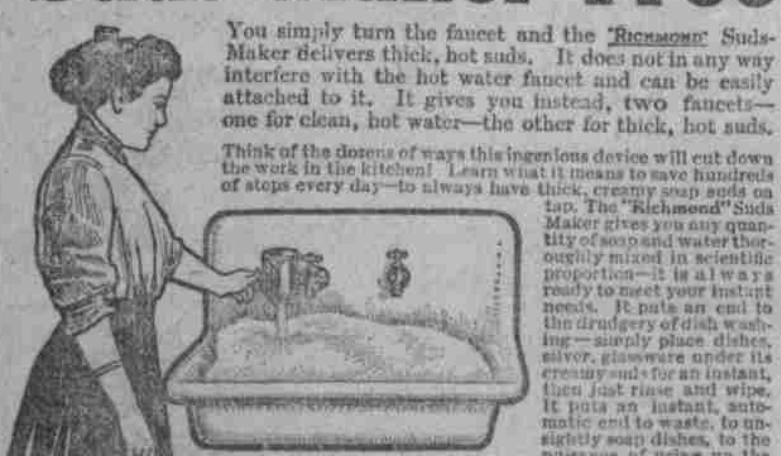 You simply turn the faucet and the "RICHMOND" Suds-
Maker delivers thick, hot suds. It does not in any way
interfere with the hot water faucet and can be easily
attached to it. It gives you instead, two faucets—
one for clean, hot water—the other for thick, hot suds.
Think of the dozens of ways this ingenious device will cut down
the work in the kitchen! Learn what it means to save hundreds
of steps every day—to always have thick, creamy soap suds on
tap. The "Richmond" Suds
Maker gives you any quan-
tity of soap and water thor-
oughly mixed in scientific
proportion—it is always
ready to meet your instant
needs. It puts an end to
the drudgery of dish wash-
ing—simply place dishes,
silver, glassware under its
creamy suds for an instant,
then just rinse and wipe.
It puts an instant, auto-
matic end to waste, to un-
sightly soap dishes, to the